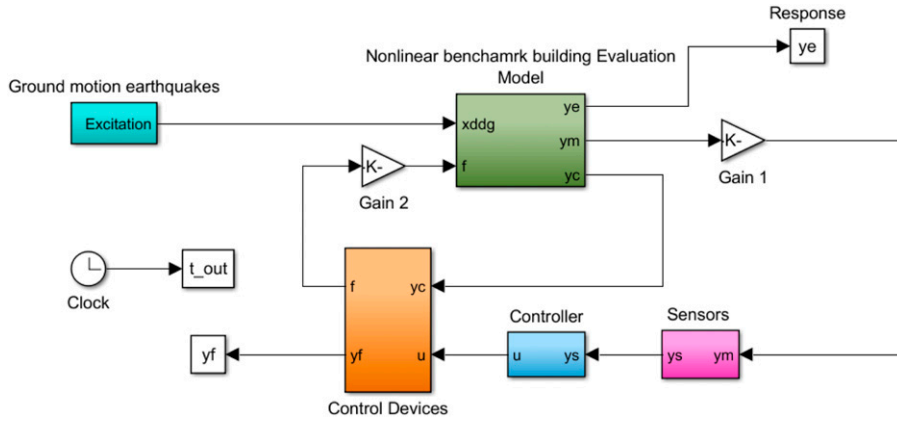 Response
ye
Nonlinear benchamrk building Evaluation
Model
Ground motion earthquakes
Excitation
xddg
f
ye
ym
yc
-K-
Gain 1
-K-
Gain 2
Clock
t_out
f
yc
yf
u
Control Devices
yf
Controller
u
ys
Sensors
ys
ym